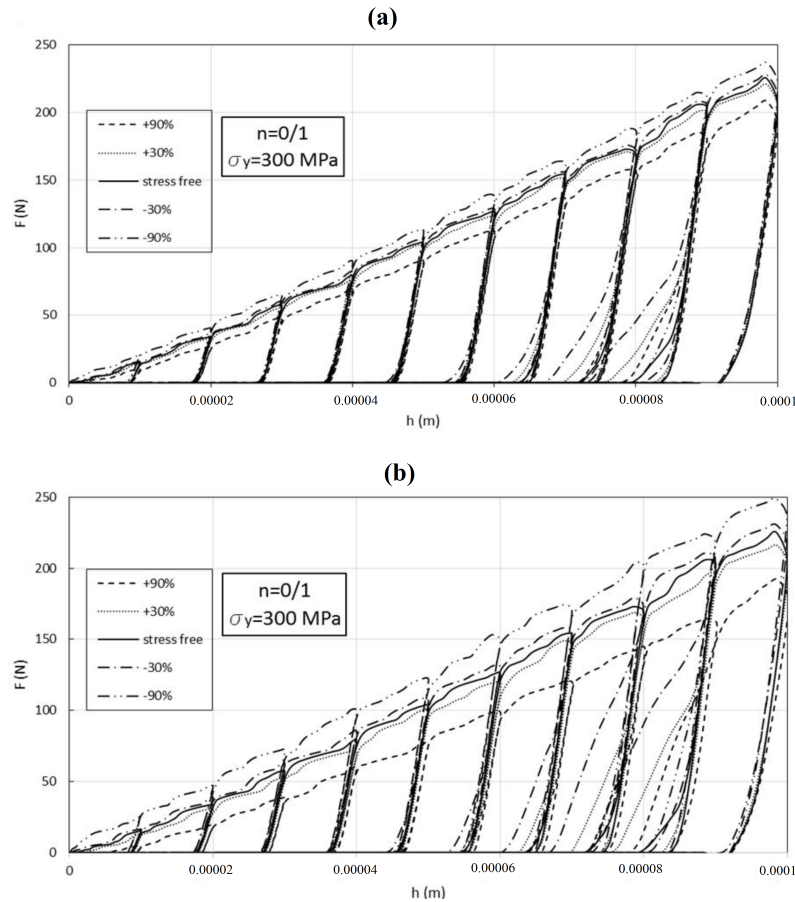 (a)
250
200
150
100
50
0
F (N)
+90%
+30%
stress free
-30%
-90%
n=0/1
σy=300 MPa
0
0.00002
0.00004
0.00006
0.00008
0.0001
h (m)
(b)
250
200
150
100
50
0
F (N)
+90%
+30%
stress free
-30%
-90%
n=0/1
σy=300 MPa
0
0.00002
0.00004
0.00006
0.00008
0.0001
h (m)